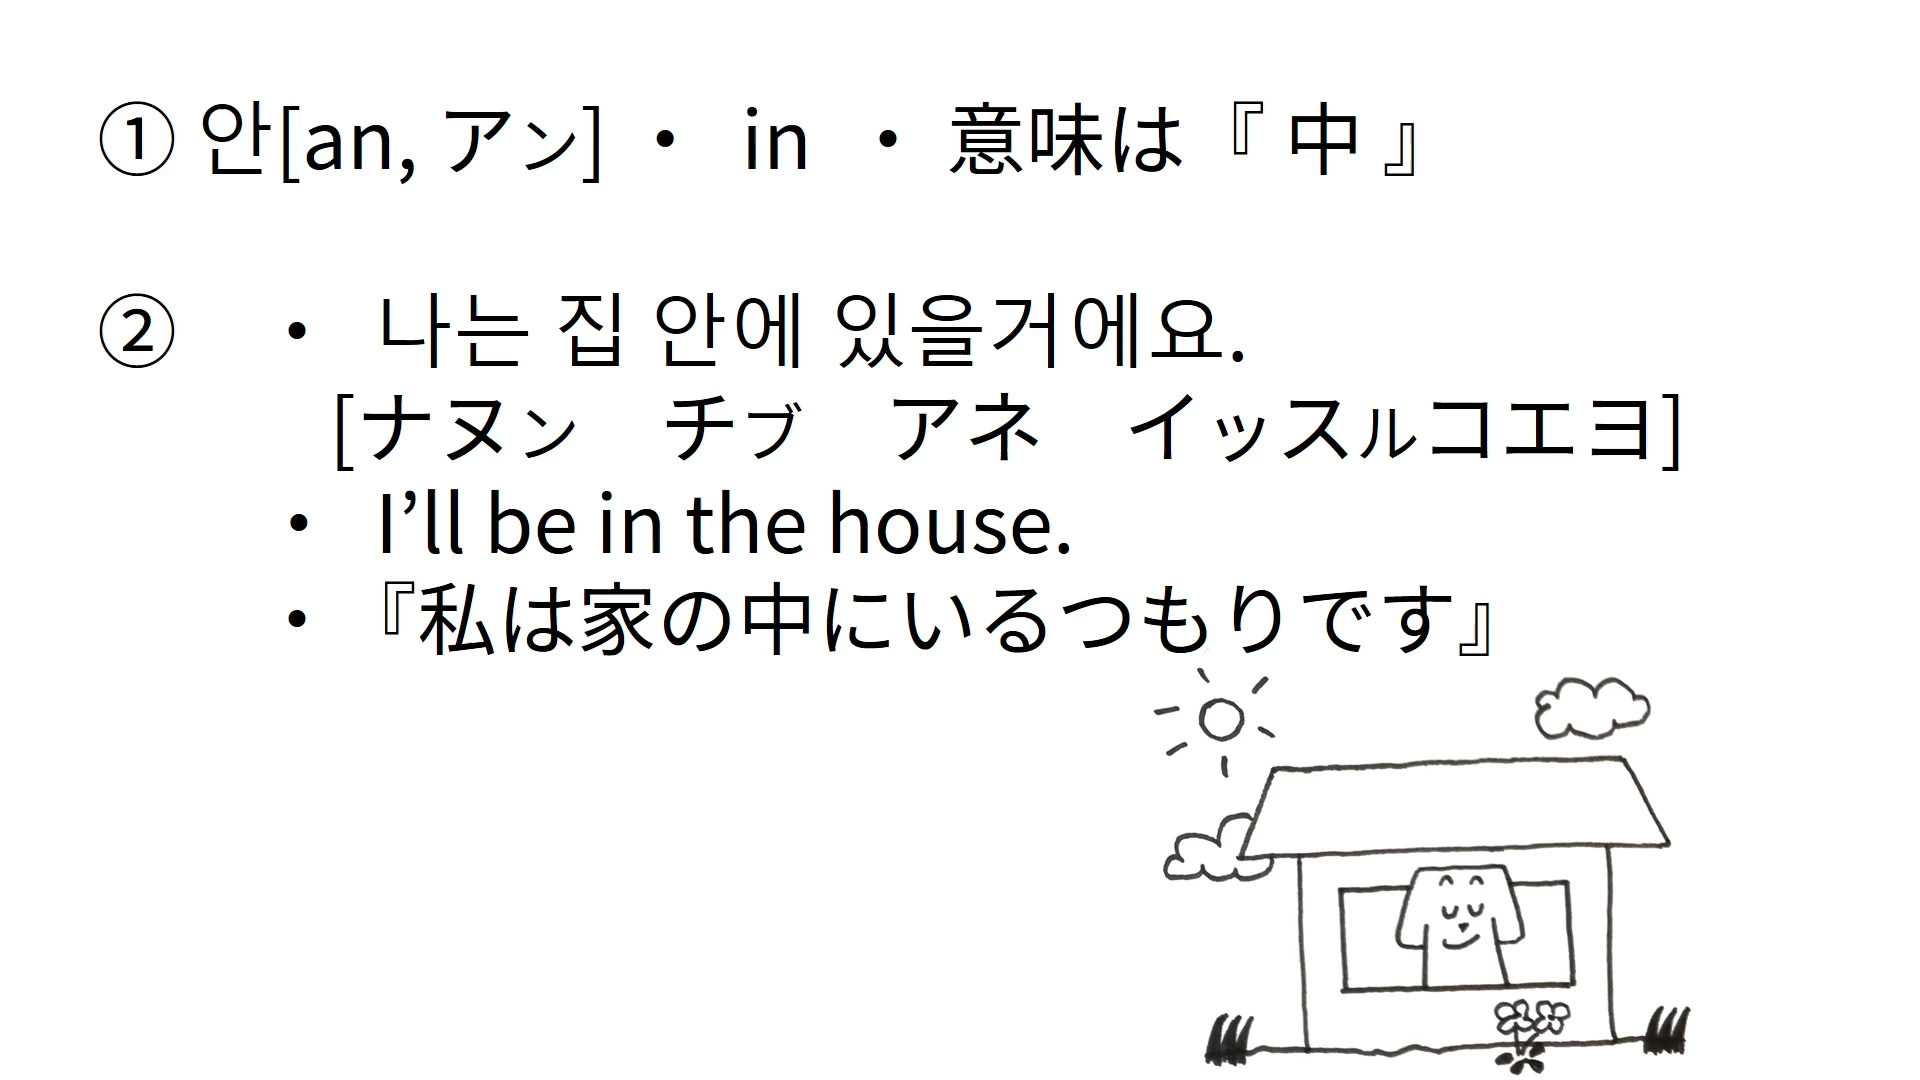 ① 안[an, アン] ・ in ・ 意味は『 中 』
② ・ 나는 집 안에 있을거에요.
[ナヌン　チブ　アネ　イッスルコエヨ]
・ I’ll be in the house.
・ 『私は家の中にいるつもりです』